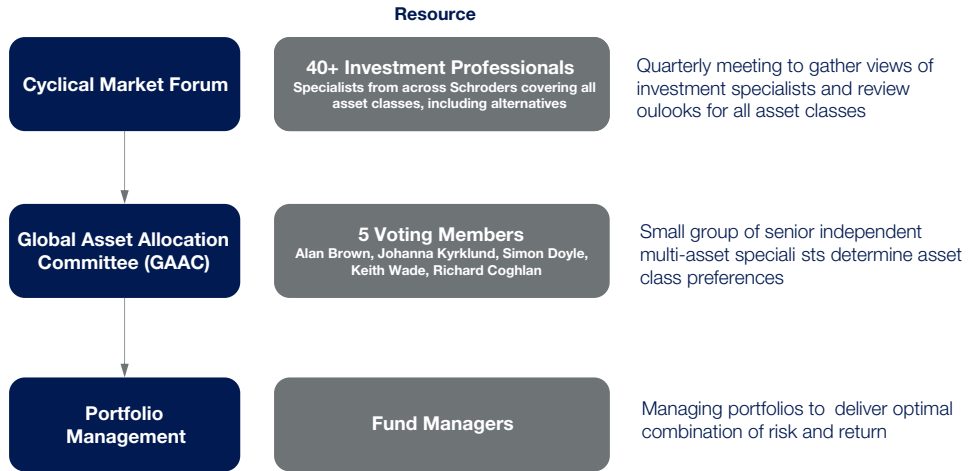 Resource
Cyclical Market Forum
40+ Investment Professionals
Specialists from across Schroders covering all
asset classes, including alternatives
Quarterly meeting to gather views of
investment specialists and review
oulooks for all asset classes
Global Asset Allocation
Committee (GAAC)
5 Voting Members
Alan Brown, Johanna Kyrklund, Simon Doyle,
Keith Wade, Richard Coghlan
Small group of senior independent
multi-asset speciali sts determine asset
class preferences
Portfolio
Management
Fund Managers
Managing portfolios to  deliver optimal
combination of risk and return